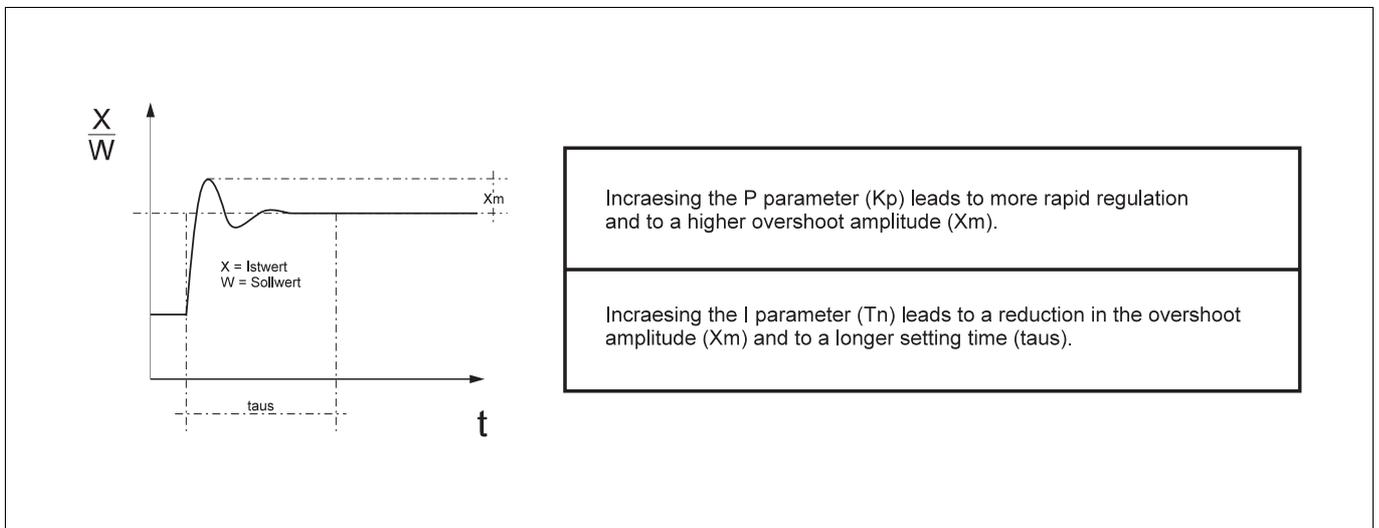 X
W
Xm
X = Istwert
W = Sollwert
taus
t
Incraesing the P parameter (Kp) leads to more rapid regulation
and to a higher overshoot amplitude (Xm).
Incraesing the I parameter (Tn) leads to a reduction in the overshoot
amplitude (Xm) and to a longer setting time (taus).